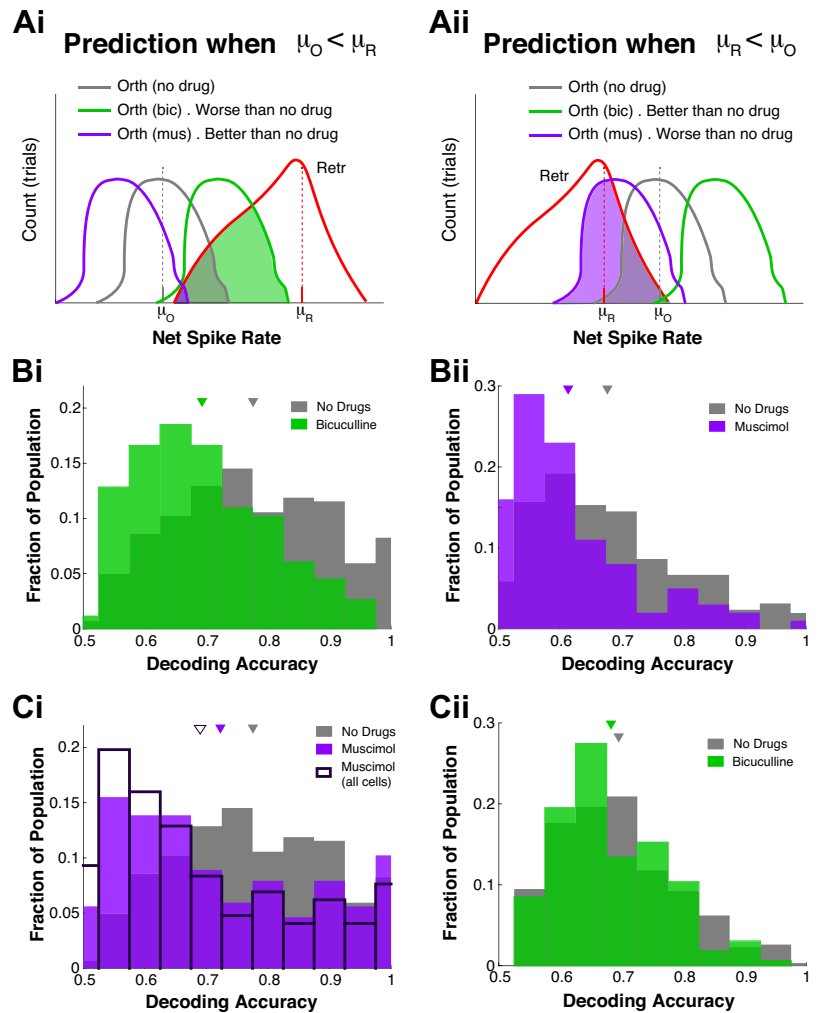 Ai
Prediction when μO < μR
Orth (no drug)
Orth (bic) . Worse than no drug
Orth (mus) . Better than no drug
Retr
Count (trials)
μO
μR
Net Spike Rate
Aii
Prediction when μR < μO
Orth (no drug)
Orth (bic) . Better than no drug
Orth (mus) . Worse than no drug
Retr
Count (trials)
μR
μO
Net Spike Rate
Bi
No Drugs
Bicuculline
Fraction of Population
0.2
0.15
0.1
0.05
0
0.5 0.6 0.7 0.8 0.9 1
Decoding Accuracy
Bii
No Drugs
Muscimol
Fraction of Population
0.3
0.2
0.1
0
0.5 0.6 0.7 0.8 0.9 1
Decoding Accuracy
Ci
No Drugs
Muscimol
Muscimol
(all cells)
Fraction of Population
0.2
0.15
0.1
0.05
0
0.5 0.6 0.7 0.8 0.9 1
Decoding Accuracy
Cii
No Drugs
Bicuculline
Fraction of Population
0.3
0.2
0.1
0
0.5 0.6 0.7 0.8 0.9 1
Decoding Accuracy